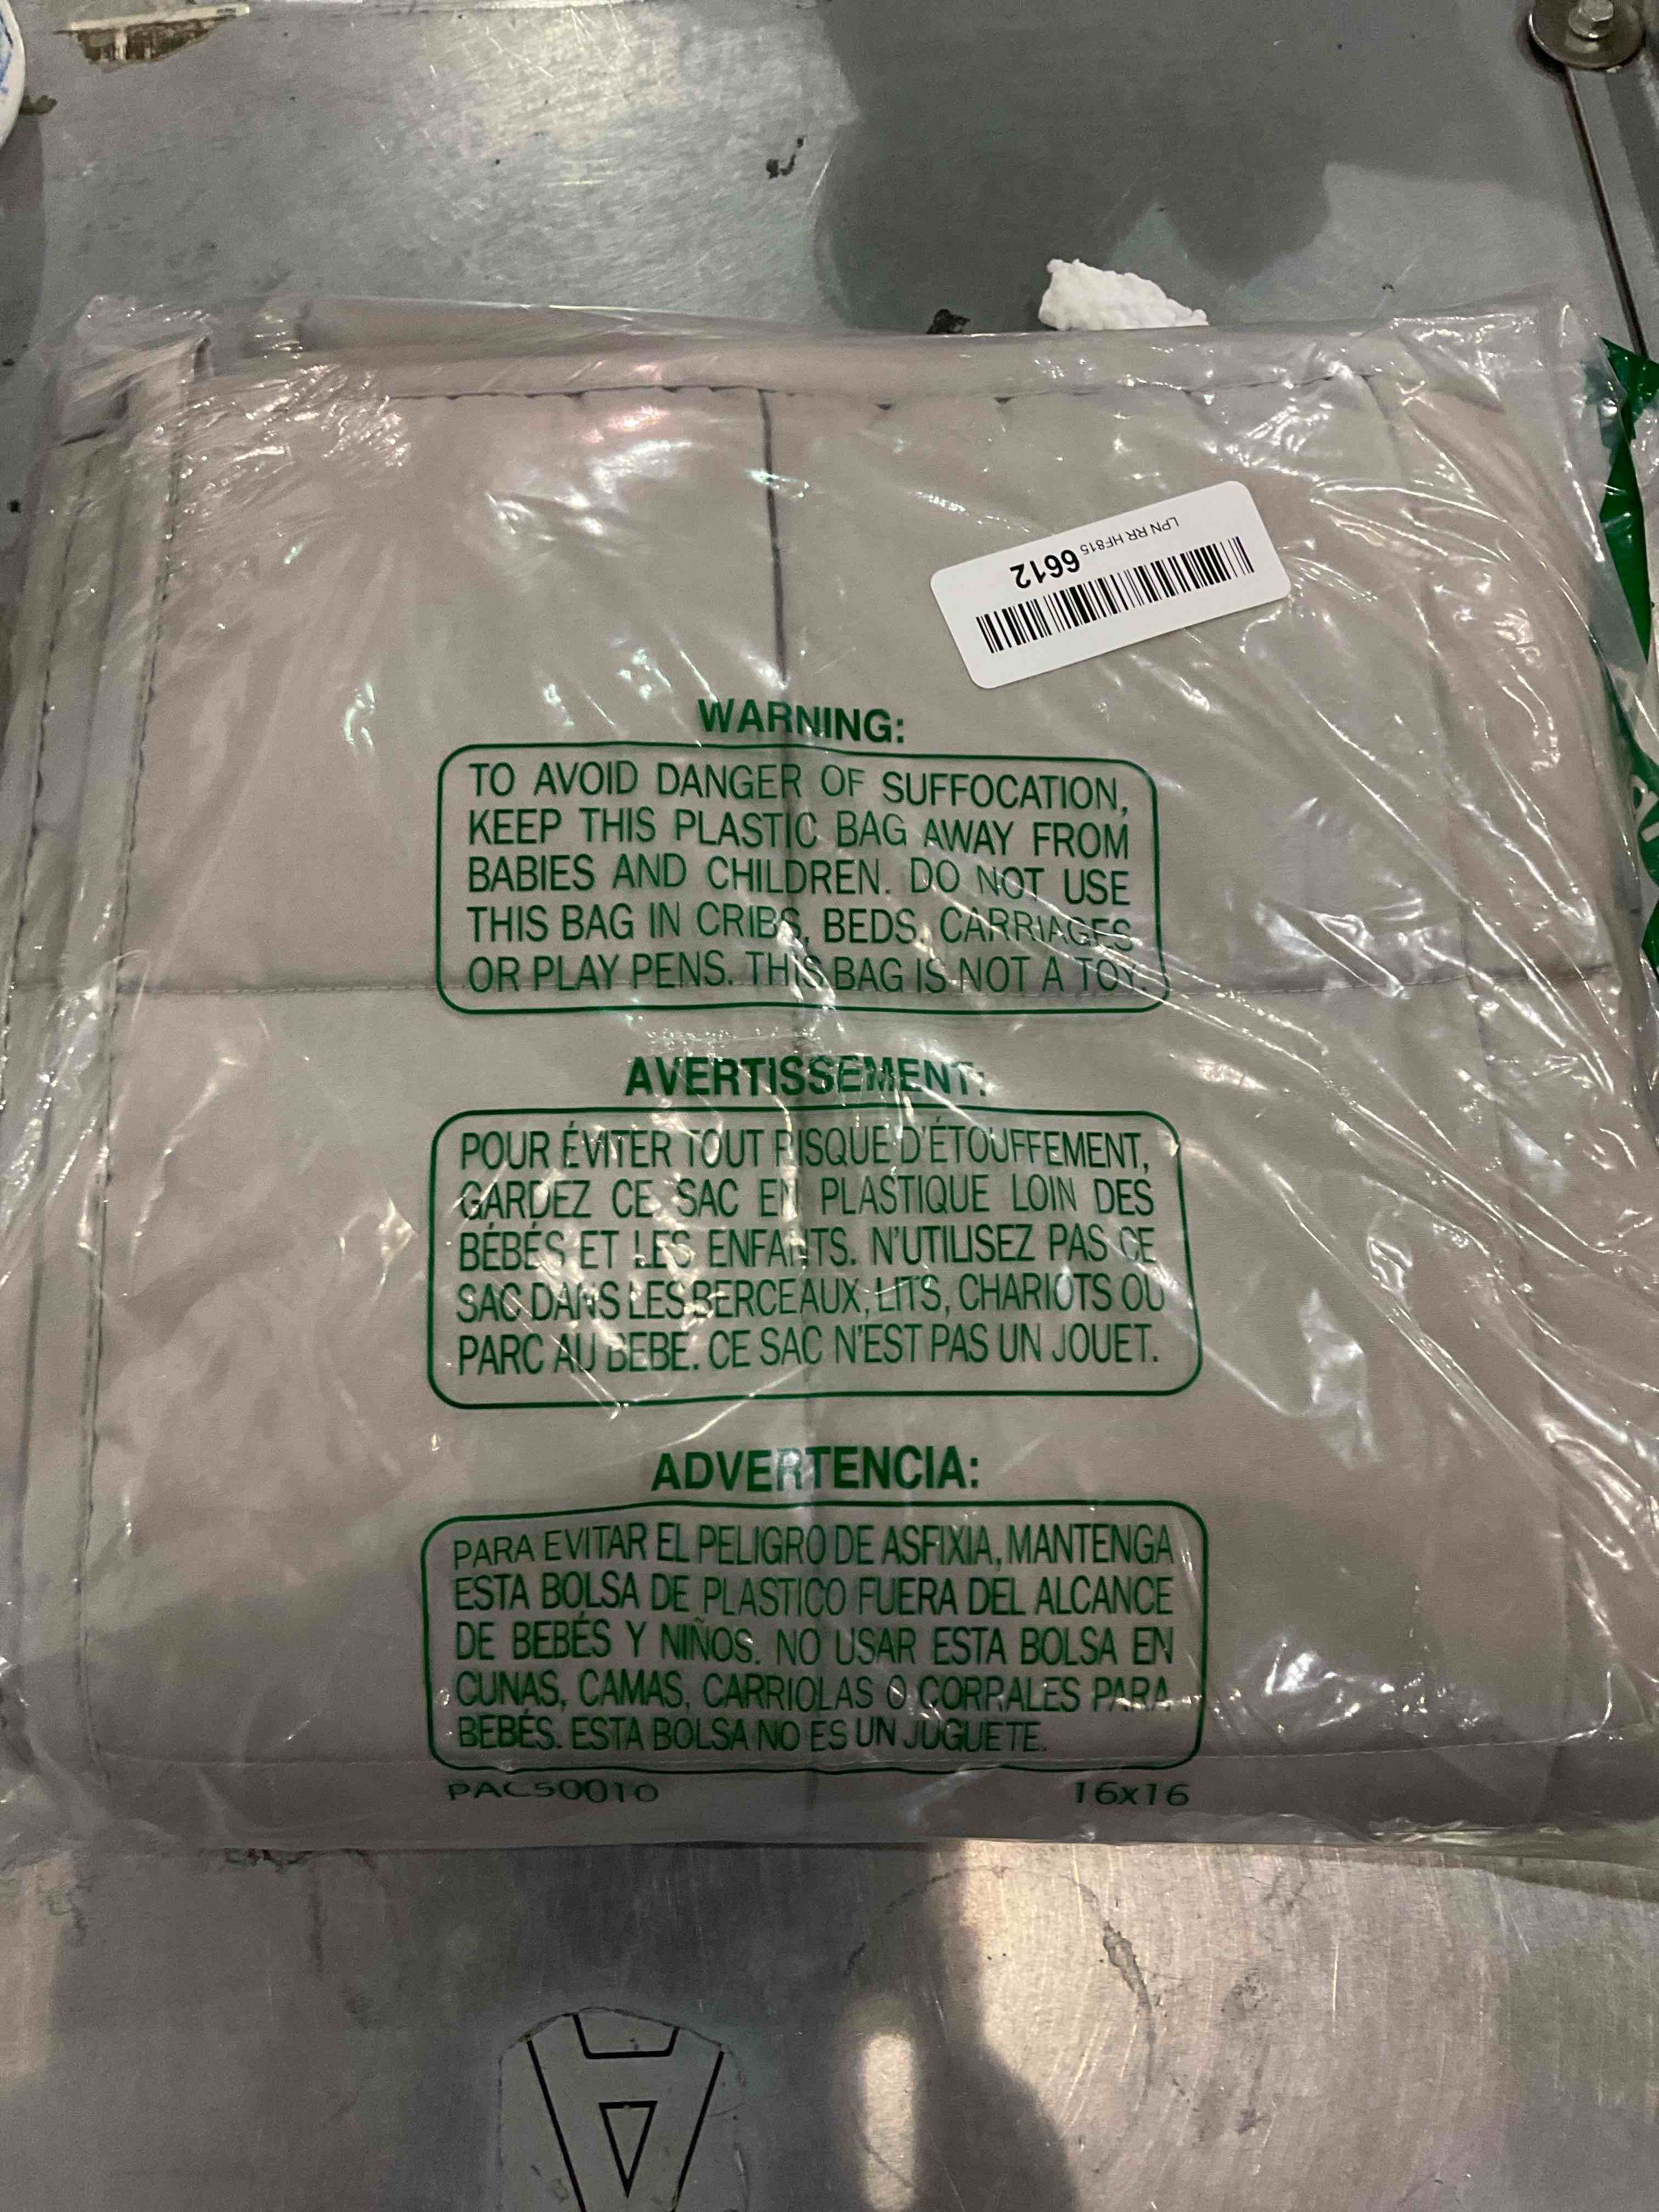 LPN RR HF815 6612
WARNING:
TO AVOID DANGER OF SUFFOCATION,
KEEP THIS PLASTIC BAG AWAY FROM
BABIES AND CHILDREN. DO NOT USE
THIS BAG IN CRIBS, BEDS, CARRIAGES
OR PLAY PENS. THIS BAG IS NOT A TOY.
AVERTISSEMENT:
POUR ÉVITER TOUT RISQUE D'ÉTOUFFEMENT,
GARDEZ CE SAC EN PLASTIQUE LOIN DES
BÉBÉS ET LES ENFANTS. N'UTILISEZ PAS CE
SAC DANS LES BERCEAUX, LITS, CHARIOTS OU
PARC AU BEBE. CE SAC N'EST PAS UN JOUET.
ADVERTENCIA:
PARA EVITAR EL PELIGRO DE ASFIXIA, MANTENGA
ESTA BOLSA DE PLASTICO FUERA DEL ALCANCE
DE BEBÉS Y NIÑOS. NO USAR ESTA BOLSA EN
CUNAS, CAMAS, CARRIOLAS O CORRALES PARA
BEBÉS. ESTA BOLSA NO ES UN JUGUETE.
PAC50010 16x16
A